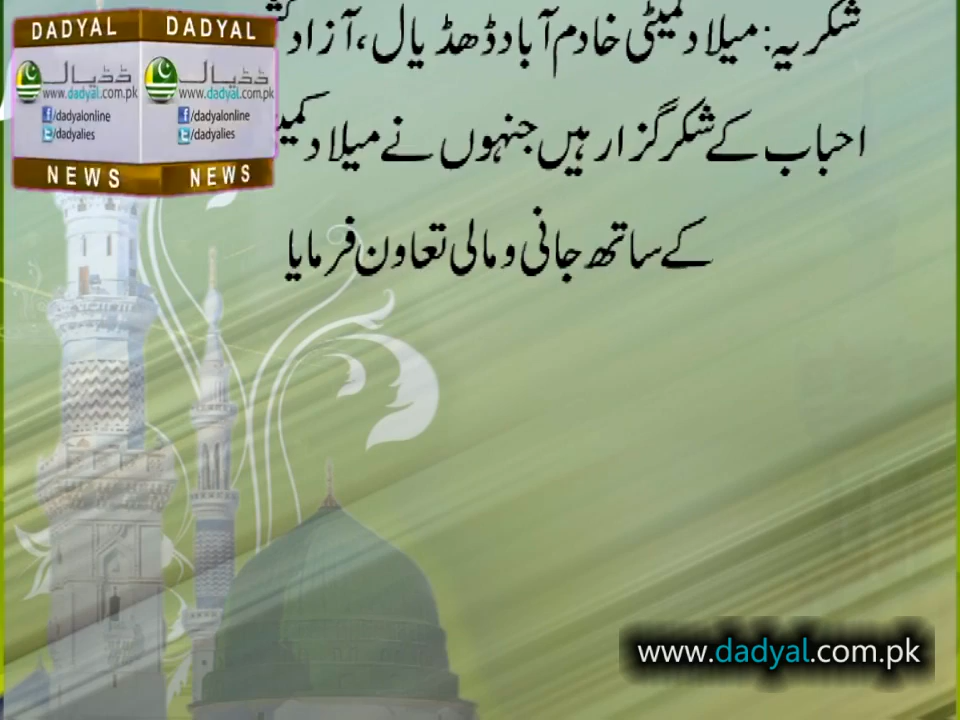 DADYAL DADYAL
ڈڈیال ڈڈیال
www.dadyal.com.pk www.dadyal.com.pk
/dadyalonline /dadyalonline
/dadyalies /dadyalies
NEWS NEWS
شکریہ: میلاد کمیٹی خادم آباد ڈھڈیال، آزاد
احباب کے شکر گزار ہیں جنہوں نے میلاد
کے ساتھ جانی و مالی تعاون فرمایا
www.dadyal.com.pk